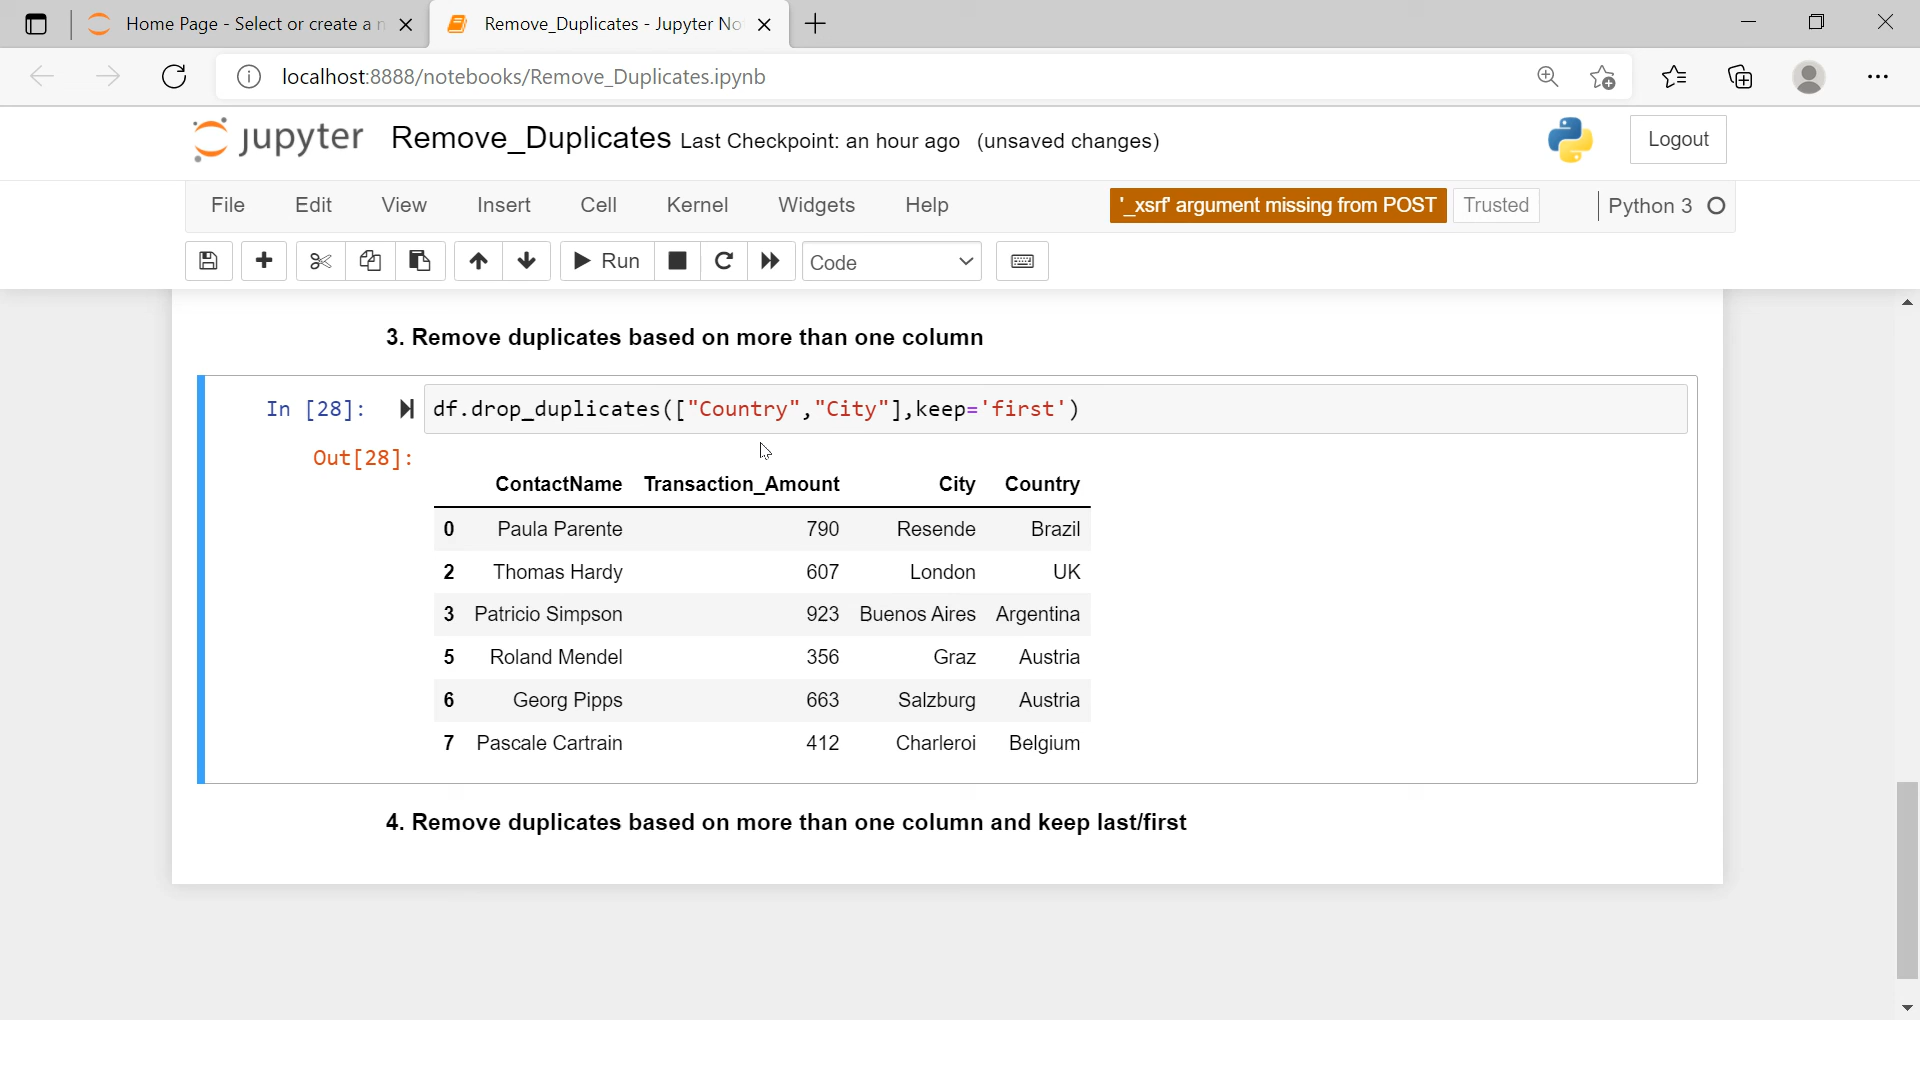 Home Page - Select or create a n
Remove_Duplicates - Jupyter No
localhost:8888/notebooks/Remove_Duplicates.ipynb
jupyter Remove_Duplicates Last Checkpoint: an hour ago (unsaved changes)
Logout
File Edit View Insert Cell Kernel Widgets Help
'_xsrf' argument missing from POST
Trusted
Python 3
Run
Code
3. Remove duplicates based on more than one column
In [28]:
df.drop_duplicates(["Country","City"],keep='first')
Out[28]:
ContactName Transaction_Amount City Country
0 Paula Parente 790 Resende Brazil
2 Thomas Hardy 607 London UK
3 Patricio Simpson 923 Buenos Aires Argentina
5 Roland Mendel 356 Graz Austria
6 Georg Pipps 663 Salzburg Austria
7 Pascale Cartrain 412 Charleroi Belgium
4. Remove duplicates based on more than one column and keep last/first